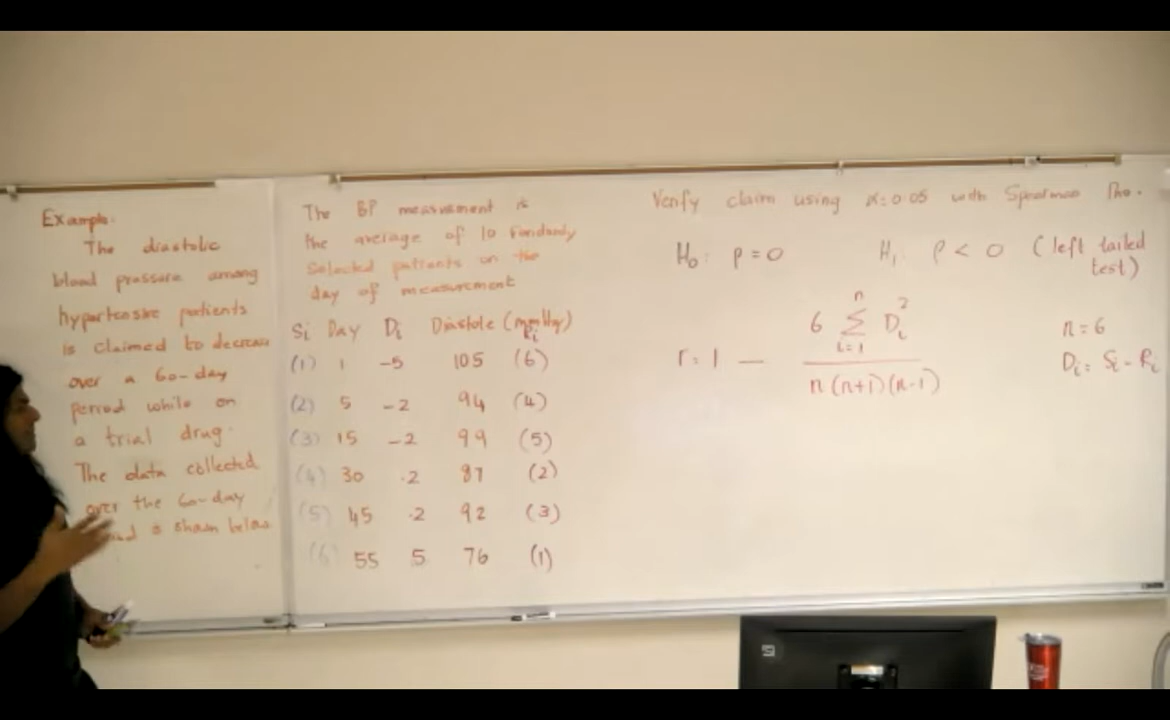 Example.
The diastolic
blood pressure among
hypertensive patients
is claimed to decrease
over a 60-day
period while on
a trial drug.
The data collected
over the 60-day
is shown below
The BP measurement is
the average of 10 randomly
selected patients on the
day of measurement
Si Day Di Diastole (mmHg) Ri
(1) 1 -5 105 (6)
(2) 5 -2 94 (4)
(3) 15 -2 99 (5)
(4) 30 2 87 (2)
(5) 45 2 92 (3)
(6) 55 5 76 (1)
Verify claim using α=0.05 with Spearman Rho.
H₀: ρ=0 H₁ ρ<0 (left tailed test)
r = 1 — 6 Σ_{i=1}^{n} D_i² / n(n+1)(n-1)
n=6
Di = Si - Ri